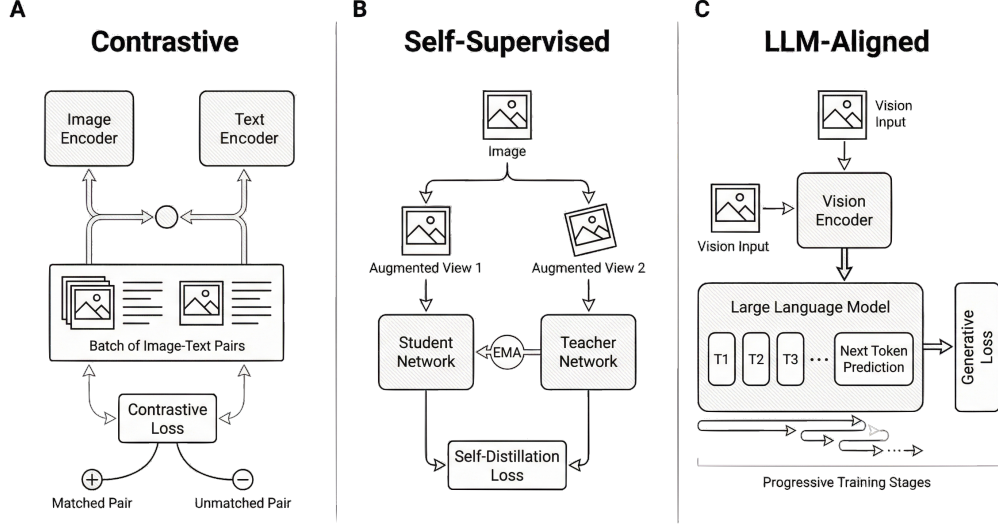 A
Contrastive
Image
Encoder
Text
Encoder
Batch of Image-Text Pairs
Contrastive
Loss
+
−
Matched Pair
Unmatched Pair
B
Self-Supervised
Image
Augmented View 1
Augmented View 2
Student
Network
EMA
Teacher
Network
Self-Distillation
Loss
C
LLM-Aligned
Vision
Input
Vision
Encoder
Vision Input
Large Language Model
T1
T2
T3
...
Next Token
Prediction
Generative
Loss
...
Progressive Training Stages